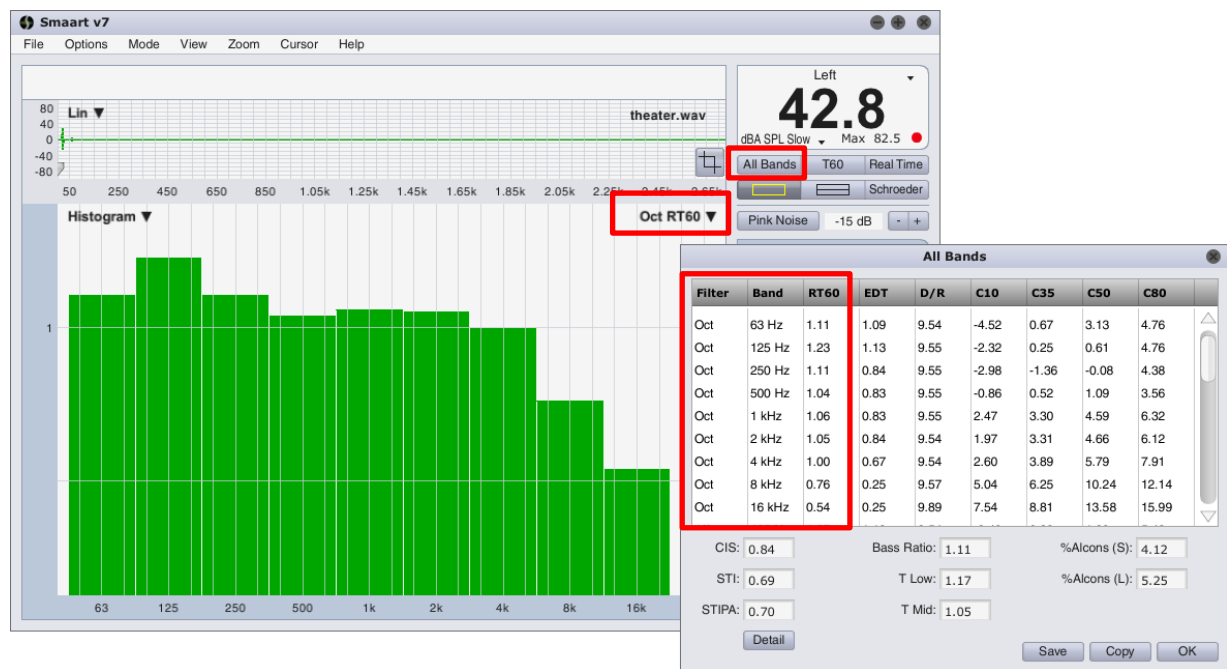 Smaart v7
File Options Mode View Zoom Cursor Help
80 Lin ▼ theater.wav
40
0
-40
-80
50 250 450 650 850 1.05k 1.25k 1.45k 1.65k 1.85k 2.05k 2.25k 2.45k 2.65k
Left
42.8
dBA SPL Slow Max 82.5
All Bands T60 Real Time
Schroeder
Pink Noise -15 dB - +
Histogram ▼ Oct RT60 ▼
1
63 125 250 500 1k 2k 4k 8k 16k
All Bands
Filter Band RT60 EDT D/R C10 C35 C50 C80
Oct 63 Hz 1.11 1.09 9.54 -4.52 0.67 3.13 4.76
Oct 125 Hz 1.23 1.13 9.55 -2.32 0.25 0.61 4.76
Oct 250 Hz 1.11 0.84 9.55 -2.98 -1.36 -0.08 4.38
Oct 500 Hz 1.04 0.83 9.55 -0.86 0.52 1.09 3.56
Oct 1 kHz 1.06 0.83 9.55 2.47 3.30 4.59 6.32
Oct 2 kHz 1.05 0.84 9.54 1.97 3.31 4.66 6.12
Oct 4 kHz 1.00 0.67 9.54 2.60 3.89 5.79 7.91
Oct 8 kHz 0.76 0.25 9.57 5.04 6.25 10.24 12.14
Oct 16 kHz 0.54 0.25 9.89 7.54 8.81 13.58 15.99
CIS: 0.84 Bass Ratio: 1.11 %Alcons (S): 4.12
STI: 0.69 T Low: 1.17 %Alcons (L): 5.25
STIPA: 0.70 T Mid: 1.05
Detail
Save Copy OK